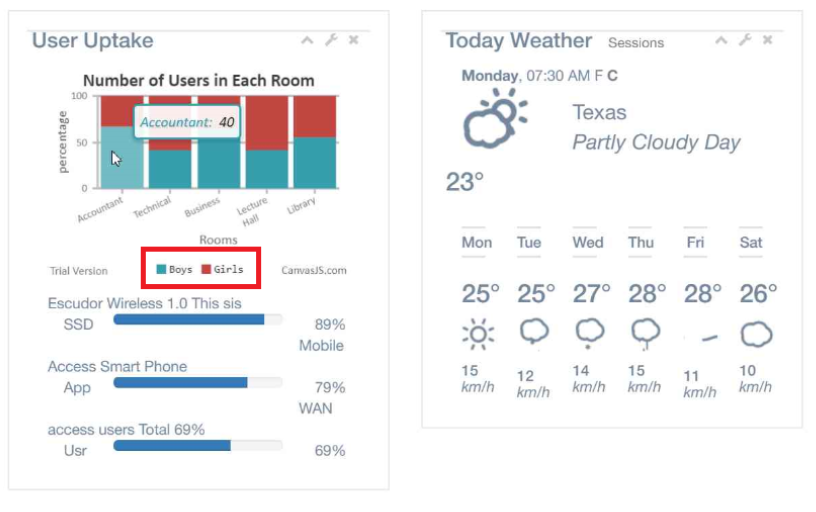 User Uptake
Number of Users in Each Room
100
percentage
50
0
Accountant: 40
Accountant
Technical
Business
Lecture
Hall
Library
Rooms
Trial Version
Boys Girls
CanvasJS.com
Escudor Wireless 1.0 This sis
SSD 89%
Mobile
Access Smart Phone
App 79%
WAN
access users Total 69%
Usr 69%
Today Weather Sessions
Monday, 07:30 AM F C
Texas
Partly Cloudy Day
23°
Mon Tue Wed Thu Fri Sat
25° 25° 27° 28° 28° 26°
15 12 14 15 11 10
km/h km/h km/h km/h km/h km/h